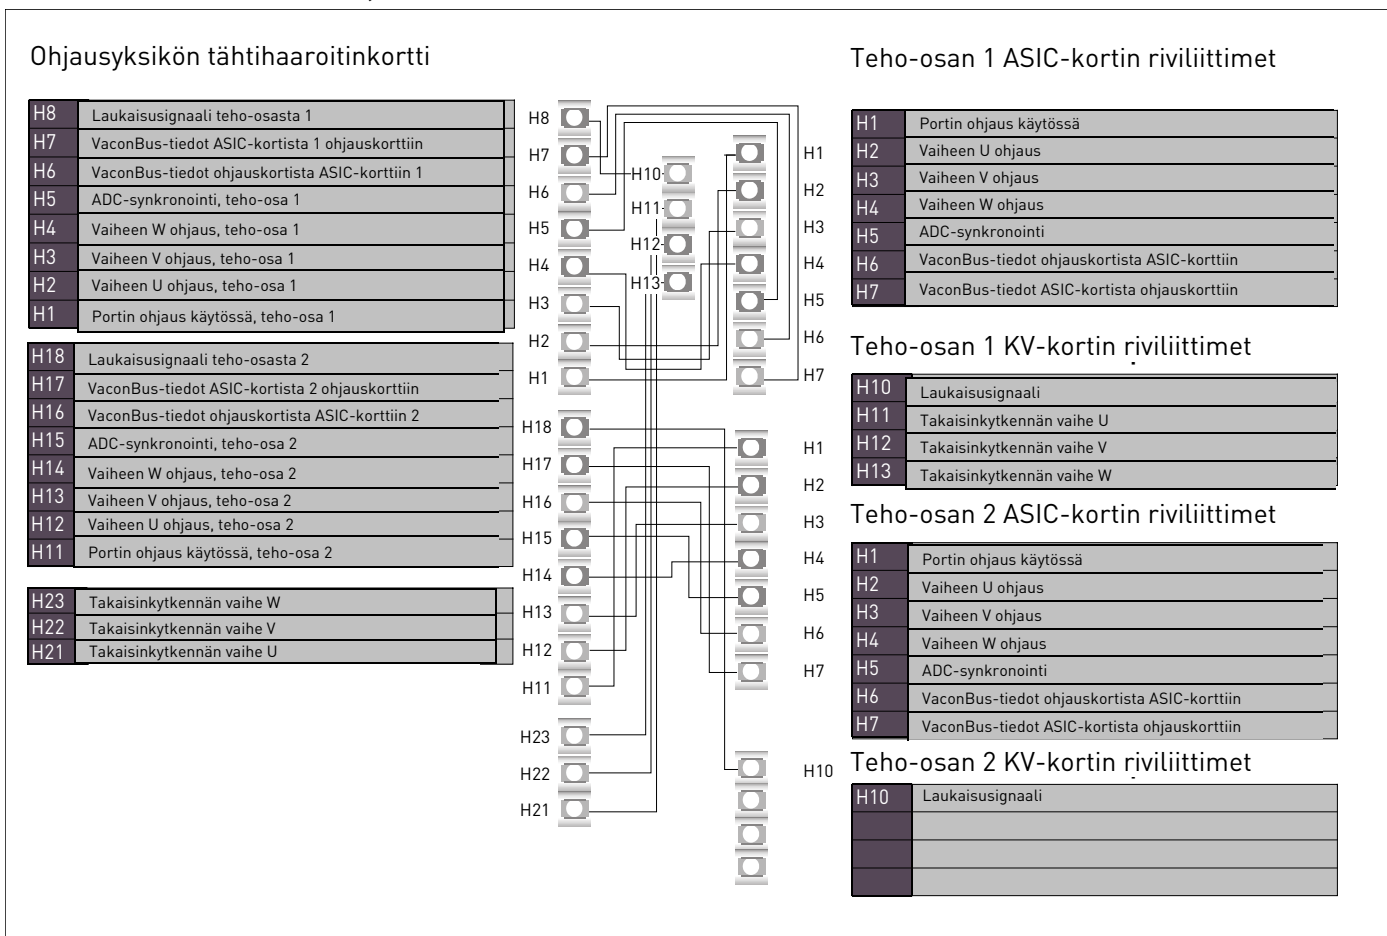 Ohjausyksikön tähtihaaroitinkortti
H8 Laukaisusignaali teho-osasta 1
H7 VaconBus-tiedot ASIC-kortista 1 ohjauskorttiin
H6 VaconBus-tiedot ohjauskortista ASIC-korttiin 1
H5 ADC-synkronointi, teho-osa 1
H4 Vaiheen W ohjaus, teho-osa 1
H3 Vaiheen V ohjaus, teho-osa 1
H2 Vaiheen U ohjaus, teho-osa 1
H1 Portin ohjaus käytössä, teho-osa 1
H18 Laukaisusignaali teho-osasta 2
H17 VaconBus-tiedot ASIC-kortista 2 ohjauskorttiin
H16 VaconBus-tiedot ohjauskortista ASIC-korttiin 2
H15 ADC-synkronointi, teho-osa 2
H14 Vaiheen W ohjaus, teho-osa 2
H13 Vaiheen V ohjaus, teho-osa 2
H12 Vaiheen U ohjaus, teho-osa 2
H11 Portin ohjaus käytössä, teho-osa 2
H23 Takaisinkytkennän vaihe W
H22 Takaisinkytkennän vaihe V
H21 Takaisinkytkennän vaihe U
H8
H7
H6
H5
H4
H3
H2
H1
H18
H17
H16
H15
H14
H13
H12
H11
H23
H22
H21
H10
H11
H12
H13
H1
H2
H3
H4
H5
H6
H7
H1
H2
H3
H4
H5
H6
H7
H10
Teho-osan 1 ASIC-kortin riviliittimet
H1 Portin ohjaus käytössä
H2 Vaiheen U ohjaus
H3 Vaiheen V ohjaus
H4 Vaiheen W ohjaus
H5 ADC-synkronointi
H6 VaconBus-tiedot ohjauskortista ASIC-korttiin
H7 VaconBus-tiedot ASIC-kortista ohjauskorttiin
Teho-osan 1 KV-kortin riviliittimet
H10 Laukaisusignaali
H11 Takaisinkytkennän vaihe U
H12 Takaisinkytkennän vaihe V
H13 Takaisinkytkennän vaihe W
Teho-osan 2 ASIC-kortin riviliittimet
H1 Portin ohjaus käytössä
H2 Vaiheen U ohjaus
H3 Vaiheen V ohjaus
H4 Vaiheen W ohjaus
H5 ADC-synkronointi
H6 VaconBus-tiedot ohjauskortista ASIC-korttiin
H7 VaconBus-tiedot ASIC-kortista ohjauskorttiin
Teho-osan 2 KV-kortin riviliittimet
H10 Laukaisusignaali